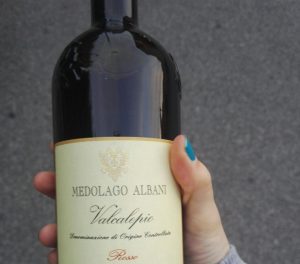 MEDOLAGO ALBANI
Valcalepio
Denominazione di Origine Controllata
Rosso